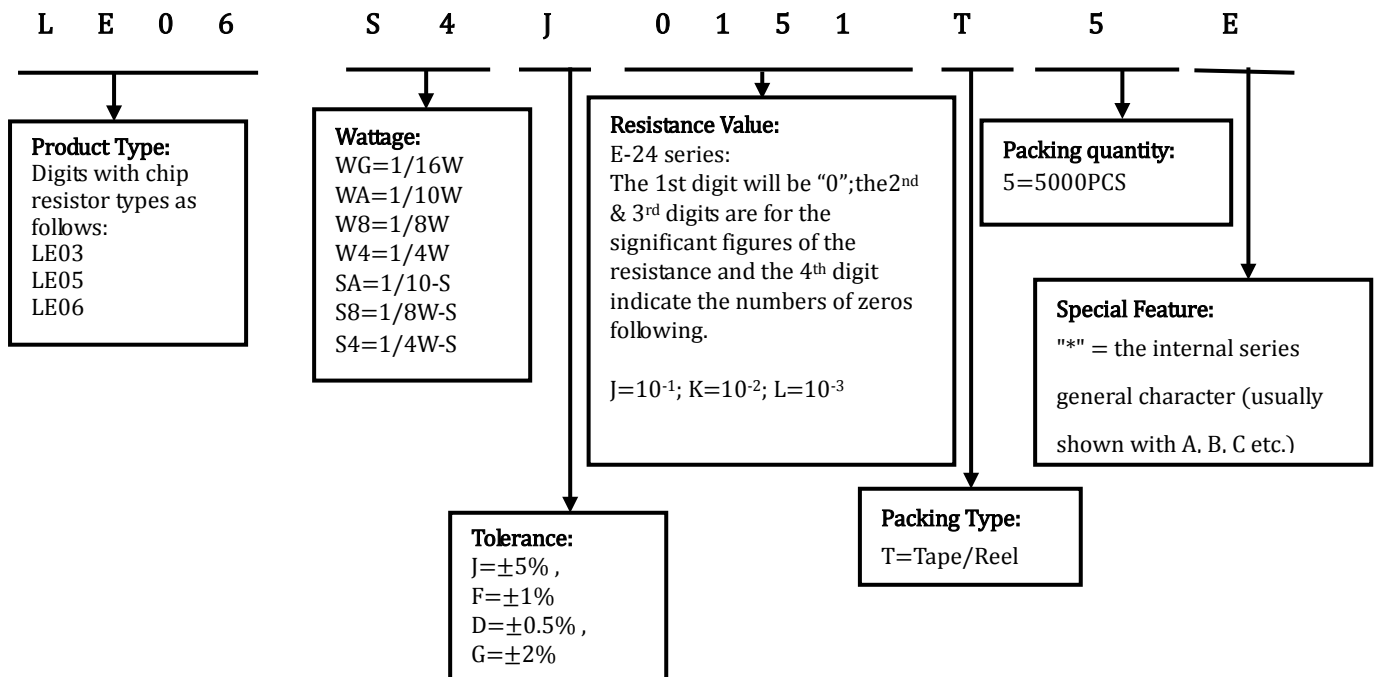 L E 0 6 S 4 J 0 1 5 1 T 5 E
Product Type:
Digits with chip
resistor types as
follows:
LE03
LE05
LE06
Wattage:
WG=1/16W
WA=1/10W
W8=1/8W
W4=1/4W
SA=1/10-S
S8=1/8W-S
S4=1/4W-S
Resistance Value:
E-24 series:
The 1st digit will be “0”;the2nd
& 3rd digits are for the
significant figures of the
resistance and the 4th digit
indicate the numbers of zeros
following.
J=10-1; K=10-2; L=10-3
Packing quantity:
5=5000PCS
Special Feature:
"*" = the internal series
general character (usually
shown with A, B, C etc.)
Tolerance:
J=±5% ,
F=±1%
D=±0.5% ,
G=±2%
Packing Type:
T=Tape/Reel